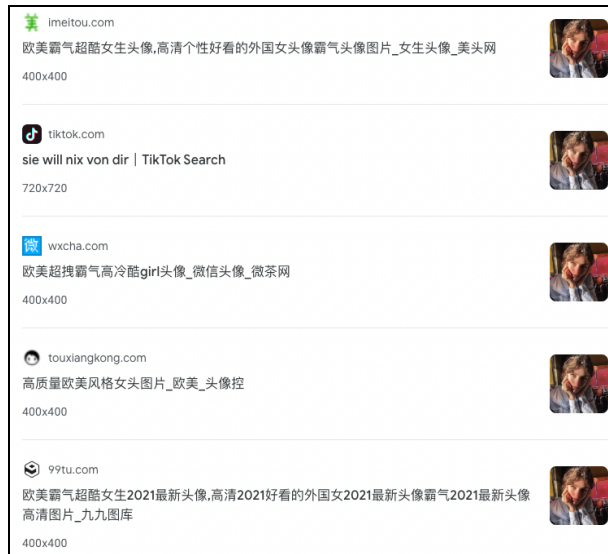 imeitou.com
欧美霸气超酷女生头像,高清个性好看的外国女头像霸气头像图片_女生头像_美头网
400x400
tiktok.com
sie will nix von dir | TikTok Search
720x720
微 wxcha.com
欧美超拽霸气高冷酷girl头像_微信头像_微茶网
400x400
touxiangkong.com
高质量欧美风格女头图片_欧美_头像控
400x400
99tu.com
欧美霸气超酷女生2021最新头像,高清2021好看的外国女2021最新头像霸气2021最新头像
高清图片_九九图库
400x400